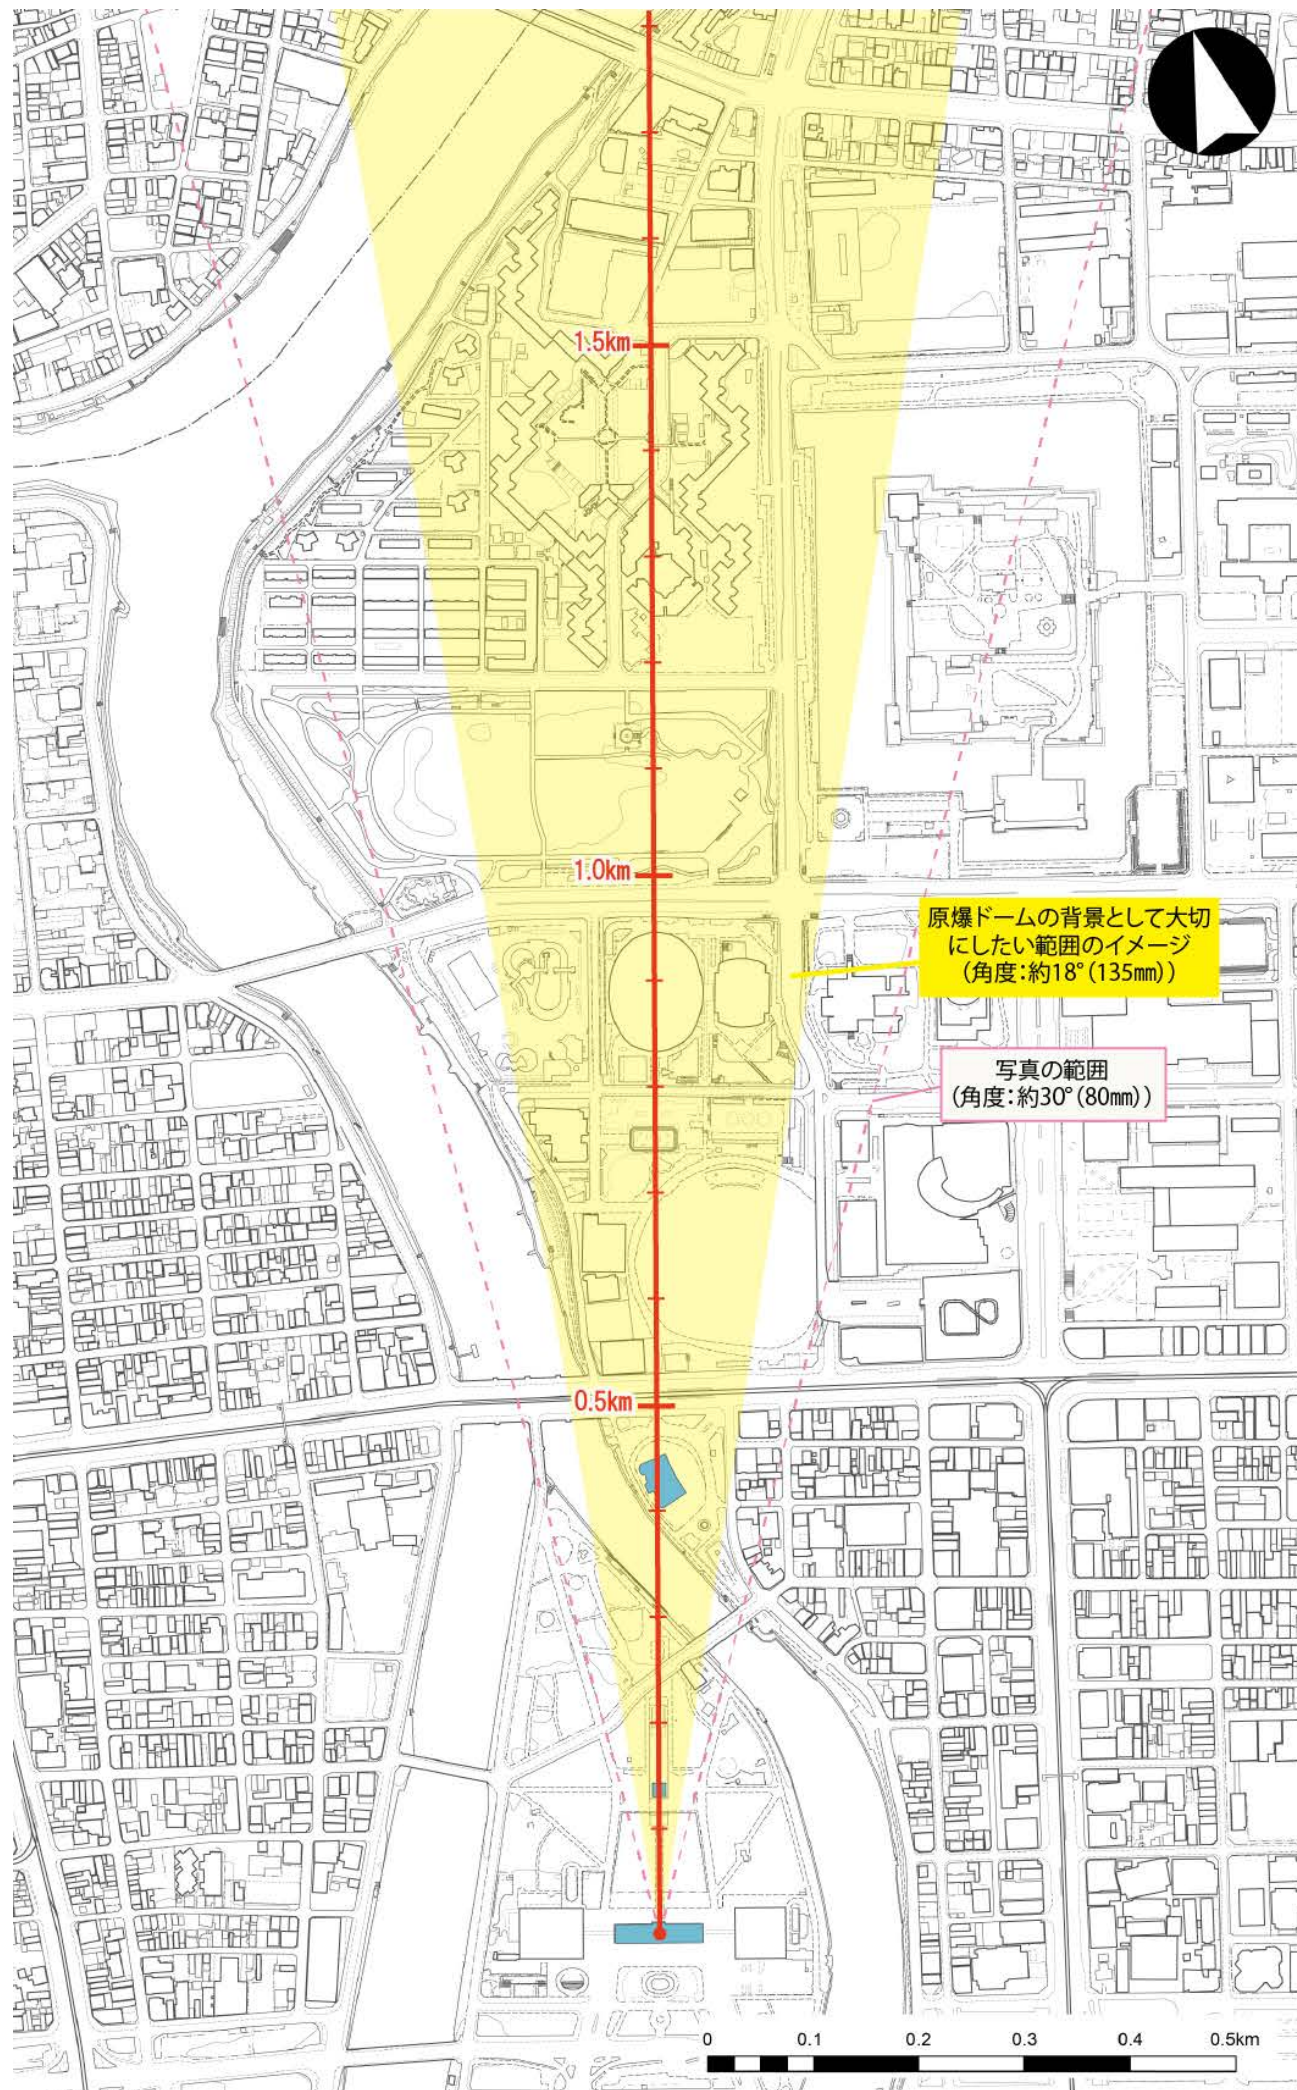 1.5km
1.0km
原爆ドームの背景として大切
にしたい範囲のイメージ
(角度：約18°(135㎜))
写真の範囲
(角度：約30°(80㎜))
0.5km
0 0.1 0.2 0.3 0.4 0.5km